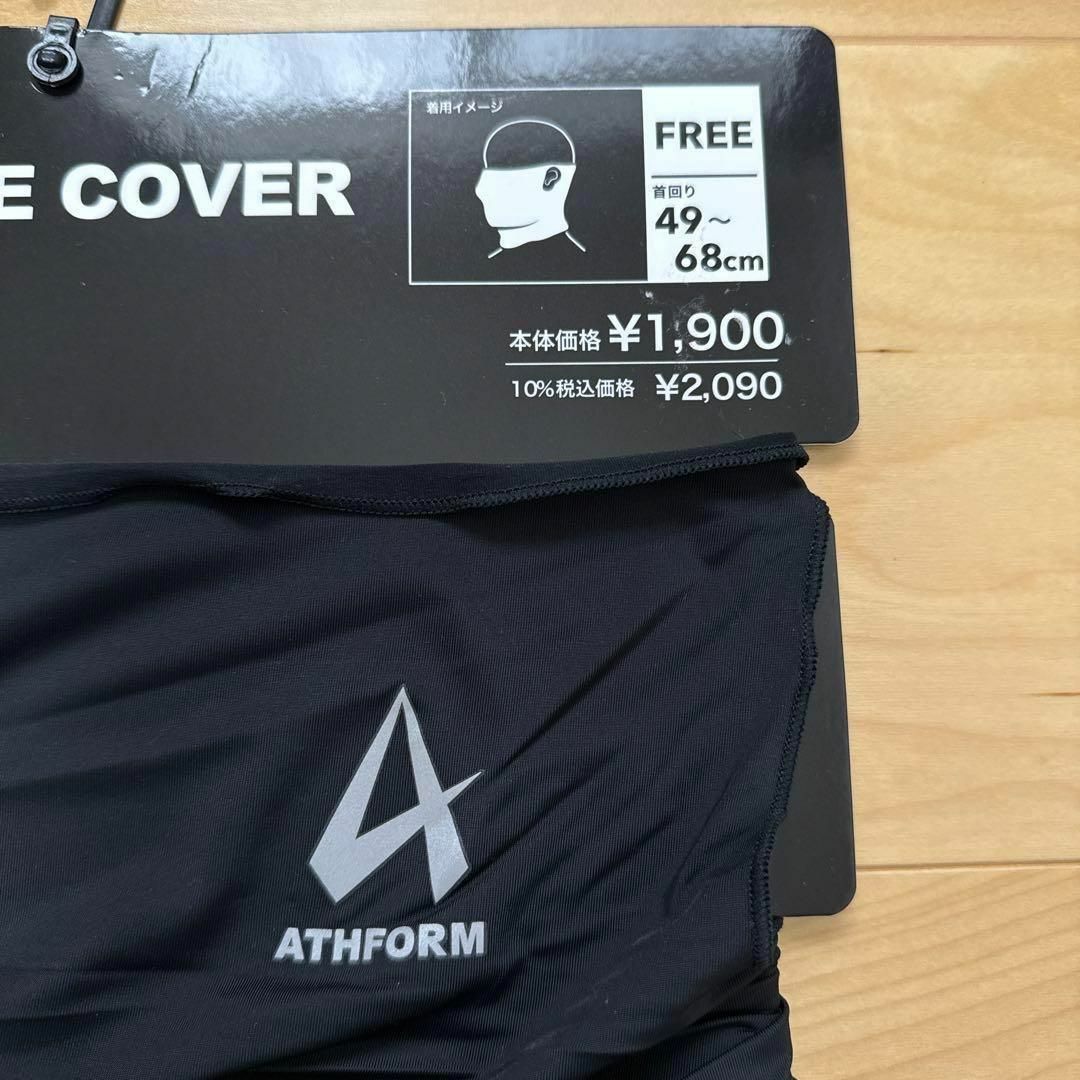 E COVER
着用イメージ
FREE
首回り
49〜
68cm
本体価格 ¥1,900
10%税込価格 ¥2,090
ATHFORM